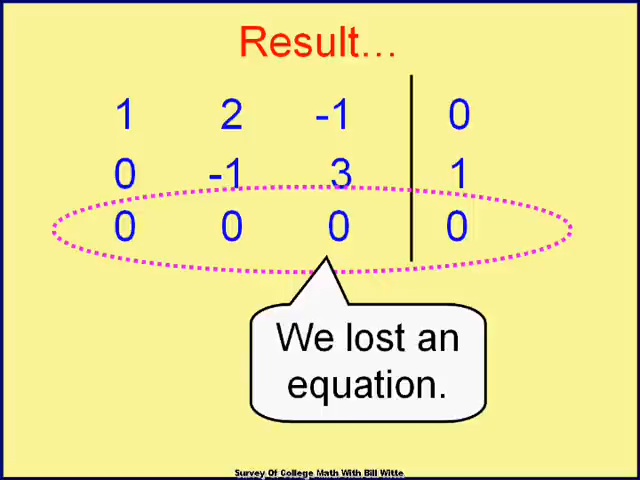 Result...
1 2 -1 0
0 -1 3 1
0 0 0 0
We lost an
equation.
Survey Of College Math With Bill Witte